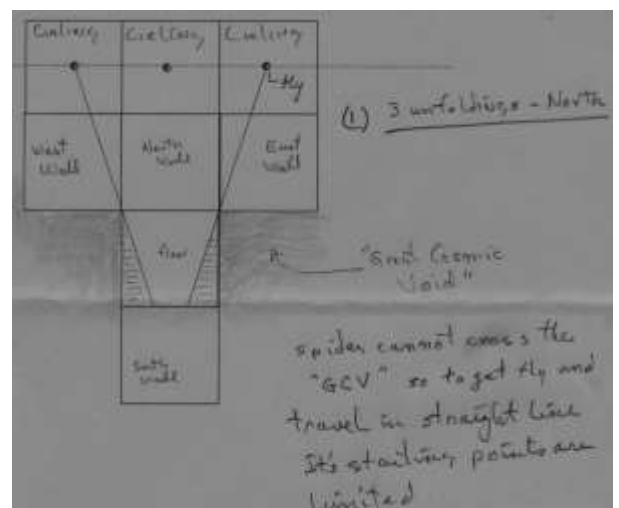 Ceiling Ceiling Ceiling
fly
(1.) 3 unfoldings - North
West
Wall
North
Wall
East
Wall
floor
"Great Cosmic
Void"
South
Wall
spider cannot cross the
"GCV" so to get fly and
travel in straight line
It's starting points are
limited